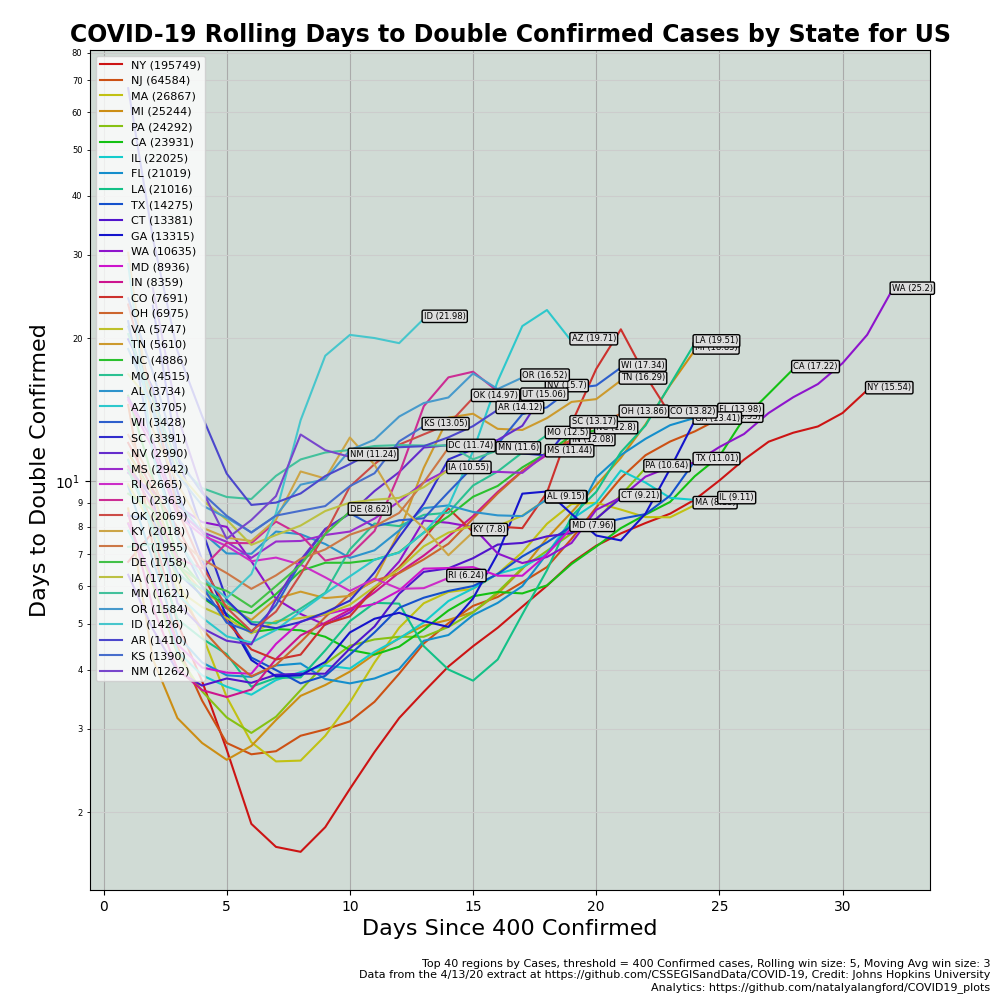 COVID-19 Rolling Days to Double Confirmed Cases by State for US
Days to Double Confirmed
80
70
60
50
40
30
20
10¹
9
8
7
6
5
4
3
2
NY (195749)
NJ (64584)
MA (26867)
MI (25244)
PA (24292)
CA (23931)
IL (22025)
FL (21019)
LA (21016)
TX (14275)
CT (13381)
GA (13315)
WA (10635)
MD (8936)
IN (8359)
CO (7691)
OH (6975)
VA (5747)
TN (5610)
NC (4886)
MO (4515)
AL (3734)
AZ (3705)
WI (3428)
SC (3391)
NV (2990)
MS (2942)
RI (2665)
UT (2363)
OK (2069)
KY (2018)
DC (1955)
DE (1758)
IA (1710)
MN (1621)
OR (1584)
ID (1426)
AR (1410)
KS (1390)
NM (1262)
WA (25.2)
ID (21.98)
AZ (19.71)
LA (19.51)
WI (17.34)
CA (17.22)
OR (16.52)
TN (16.29)
NY (15.54)
OK (14.97)
UT (15.06)
AR (14.12)
OH (13.86)
CO (13.82)
FL (13.98)
KS (13.05)
SC (13.17)
MO (12.5)
DC (11.74)
MN (11.6)
MS (11.44)
NM (11.24)
TX (11.01)
IA (10.55)
PA (10.64)
AL (9.15)
CT (9.21)
IL (9.11)
DE (8.62)
KY (7.8)
MD (7.96)
RI (6.24)
0 5 10 15 20 25 30
Days Since 400 Confirmed
Top 40 regions by Cases, threshold = 400 Confirmed cases, Rolling win size: 5, Moving Avg win size: 3
Data from the 4/13/20 extract at https://github.com/CSSEGISandData/COVID-19, Credit: Johns Hopkins University
Analytics: https://github.com/natalyalangford/COVID19_plots